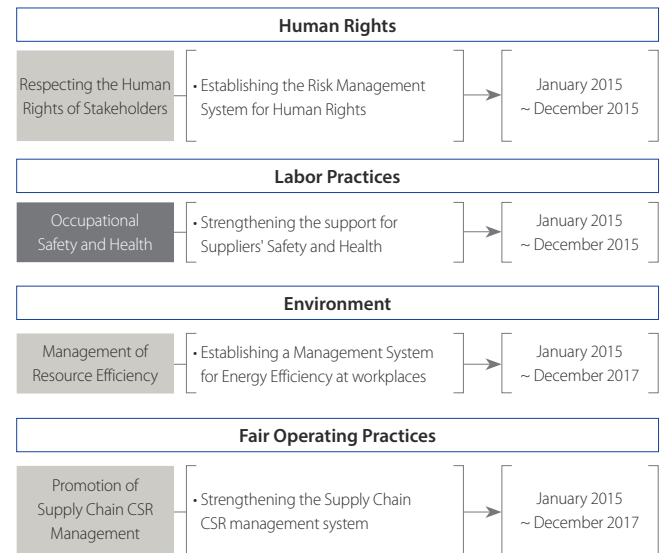 Human Rights
Respecting the Human
Rights of Stakeholders
• Establishing the Risk Management
System for Human Rights
January 2015
~ December 2015
Labor Practices
Occupational
Safety and Health
• Strengthening the support for
Suppliers' Safety and Health
January 2015
~ December 2015
Environment
Management of
Resource Efficiency
• Establishing a Management System
for Energy Efficiency at workplaces
January 2015
~ December 2017
Fair Operating Practices
Promotion of
Supply Chain CSR
Management
• Strengthening the Supply Chain
CSR management system
January 2015
~ December 2017